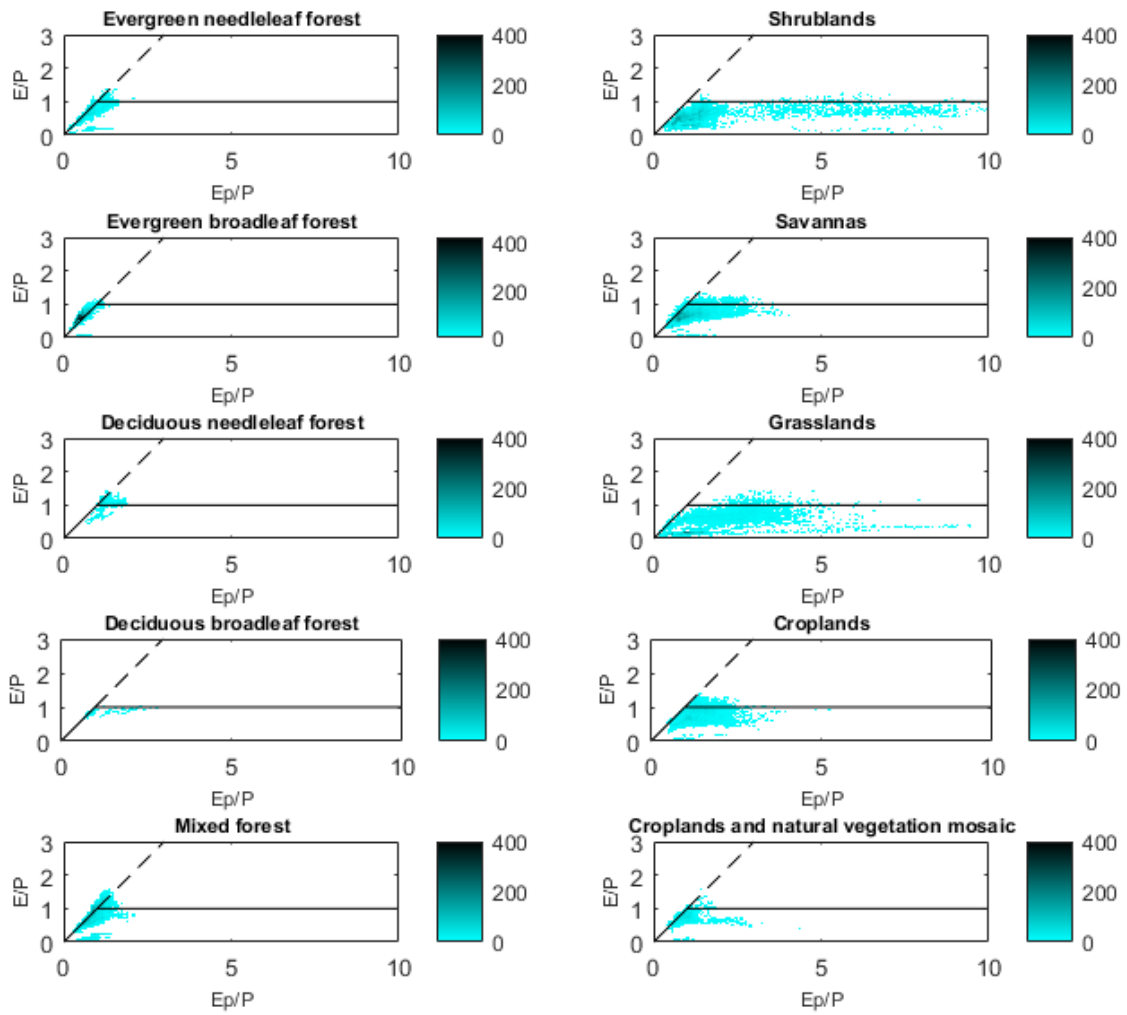 Evergreen needleleaf forest
3
2
1
0
E/P
0 5 10
Ep/P
400
200
0
Shrublands
3
2
1
0
E/P
0 5 10
Ep/P
400
200
0
Evergreen broadleaf forest
3
2
1
0
E/P
0 5 10
Ep/P
400
200
0
Savannas
3
2
1
0
E/P
0 5 10
Ep/P
400
200
0
Deciduous needleleaf forest
3
2
1
0
E/P
0 5 10
Ep/P
400
200
0
Grasslands
3
2
1
0
E/P
0 5 10
Ep/P
400
200
0
Deciduous broadleaf forest
3
2
1
0
E/P
0 5 10
Ep/P
400
200
0
Croplands
3
2
1
0
E/P
0 5 10
Ep/P
400
200
0
Mixed forest
3
2
1
0
E/P
0 5 10
Ep/P
400
200
0
Croplands and natural vegetation mosaic
3
2
1
0
E/P
0 5 10
Ep/P
400
200
0